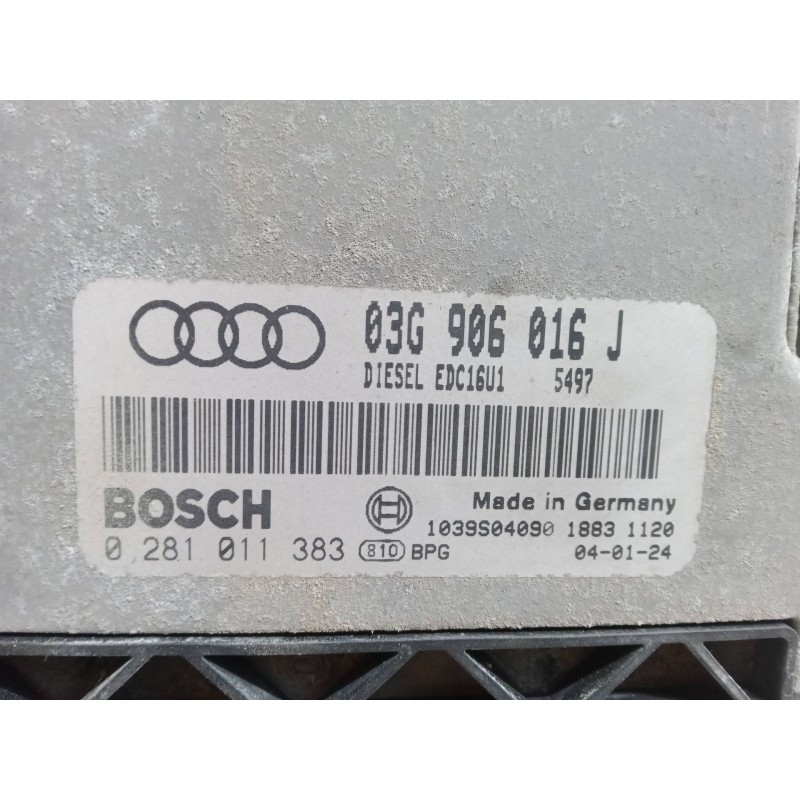 03G 906 016 J
DIESEL EDC16U1 5497
BOSCH
Made in Germany
1039S04090 1883 1120
0 281 011 383 810 BPG 04-01-24